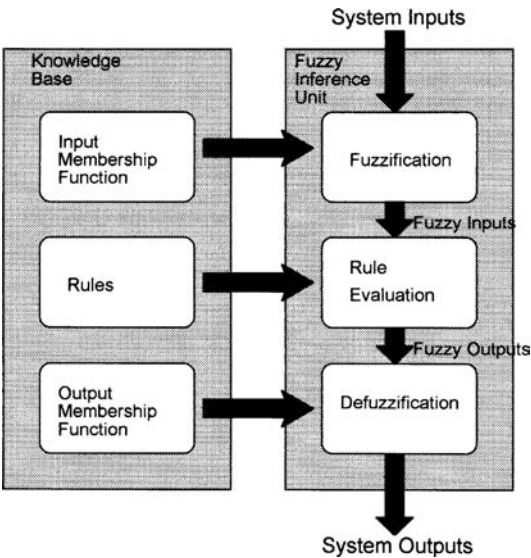 System Inputs
Knowledge
Base
Fuzzy
Inference
Unit
Input
Membership
Function
Fuzzification
Fuzzy Inputs
Rules
Rule
Evaluation
Fuzzy Outputs
Output
Membership
Function
Defuzzification
System Outputs